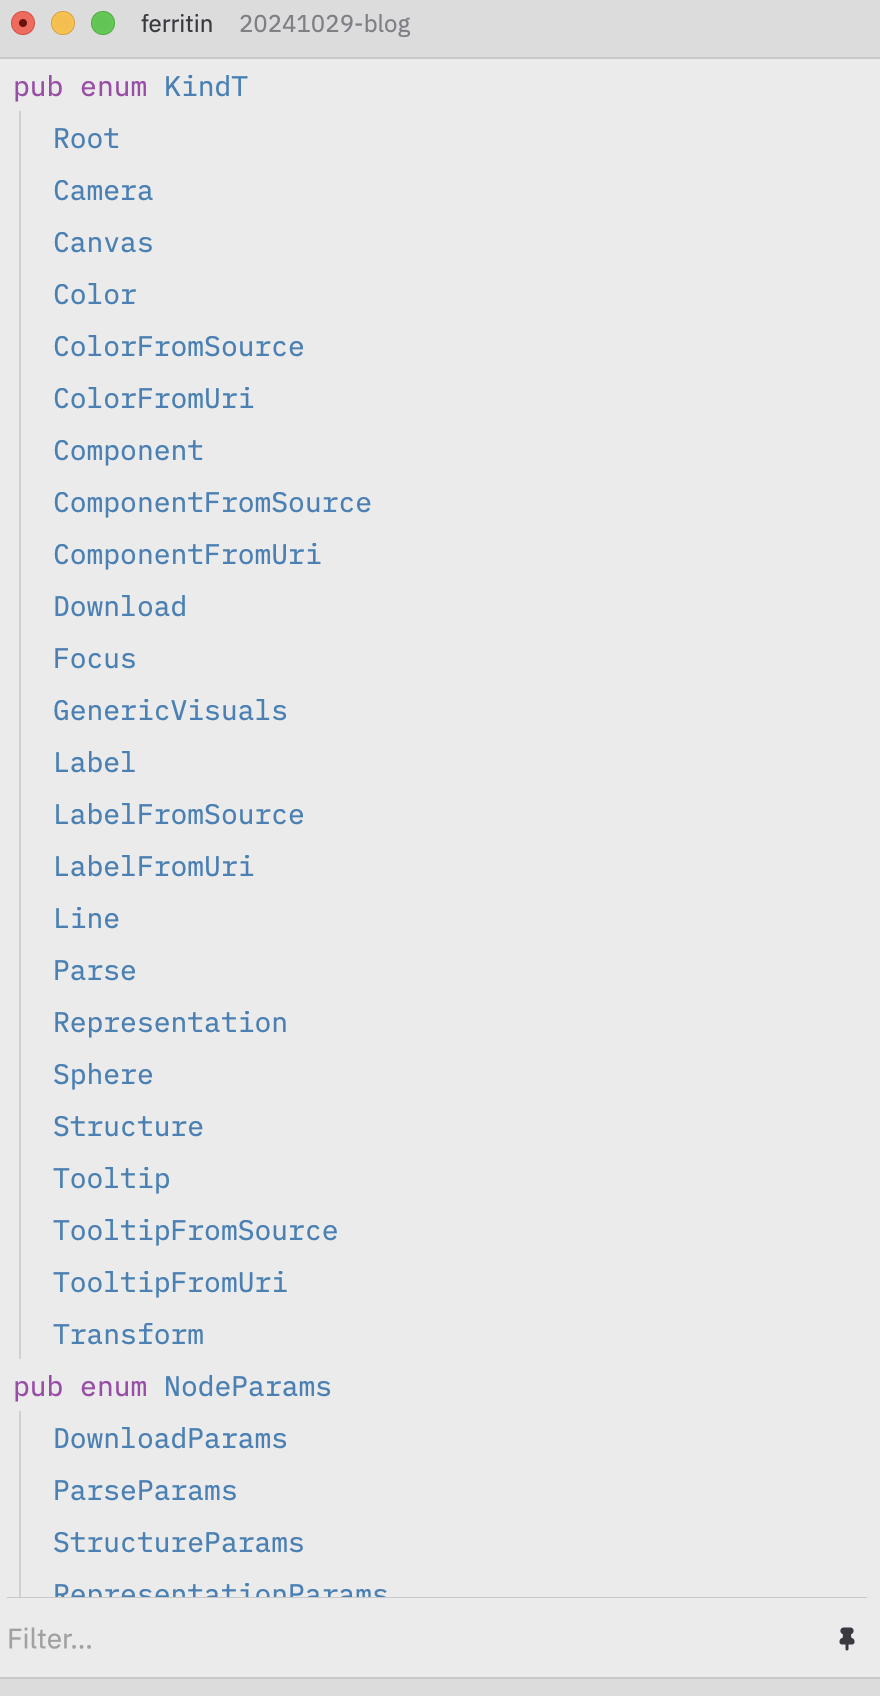 ferritin 20241029-blog
pub enum KindT
Root
Camera
Canvas
Color
ColorFromSource
ColorFromUri
Component
ComponentFromSource
ComponentFromUri
Download
Focus
GenericVisuals
Label
LabelFromSource
LabelFromUri
Line
Parse
Representation
Sphere
Structure
Tooltip
TooltipFromSource
TooltipFromUri
Transform
pub enum NodeParams
DownloadParams
ParseParams
StructureParams
RepresentationParams
Filter...